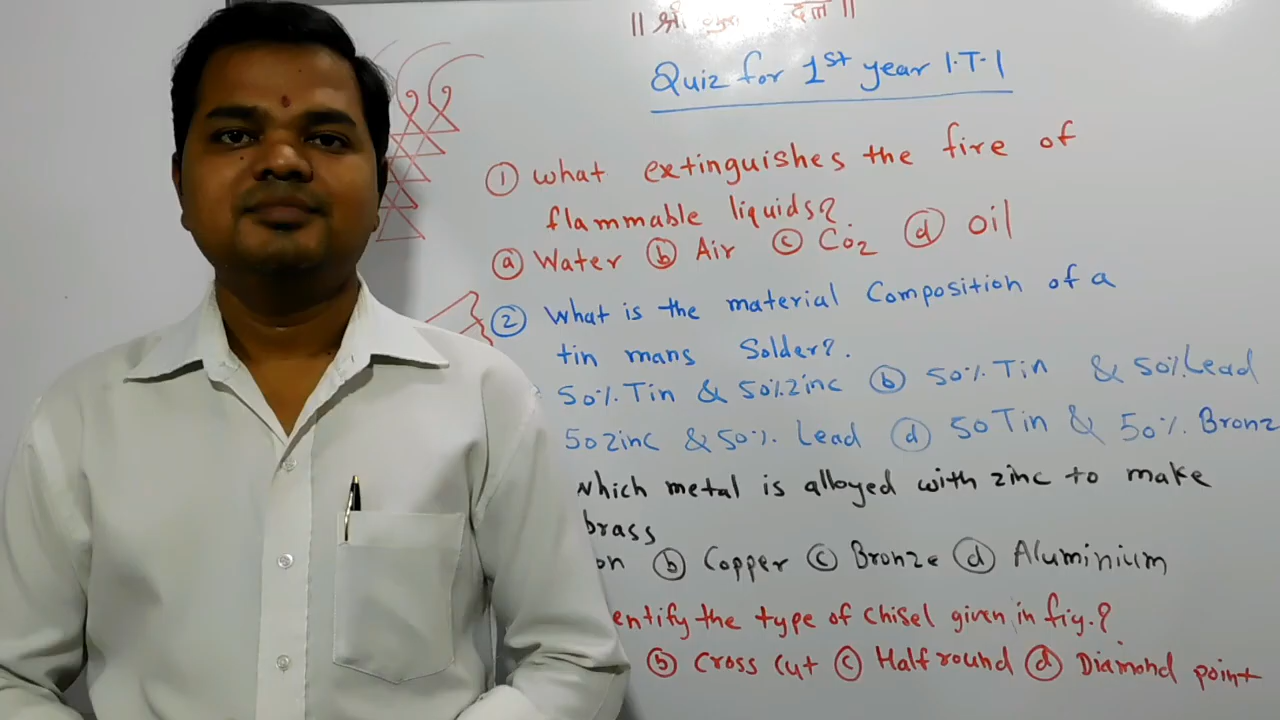 || श्री दत्त ||
Quiz for 1st year I.T.I
① What extinguishes the fire of
flammable liquids?
ⓐ Water ⓑ Air ⓒ Co2 ⓓ Oil
② What is the material Composition of a
tin mans Solder?.
50% Tin & 50% zinc ⓑ 50% Tin & 50% Lead
50 zinc & 50% Lead ⓓ 50 Tin & 50% Bronz
Which metal is alloyed with zinc to make
brass
on ⓑ Copper ⓒ Bronze ⓓ Aluminium
entify the type of Chisel given in fig.?
ⓑ Cross Cut ⓒ Half round ⓓ Diamond point